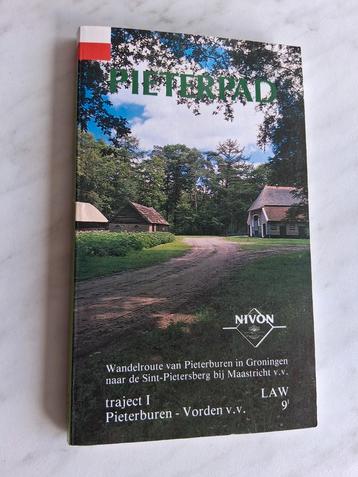 PIETERPAD
NIVON
Wandelroute van Pieterburen in Groningen
naar de Sint-Pietersberg bij Maastricht v.v.
traject I
Pieterburen - Vorden v.v.
LAW
9¹